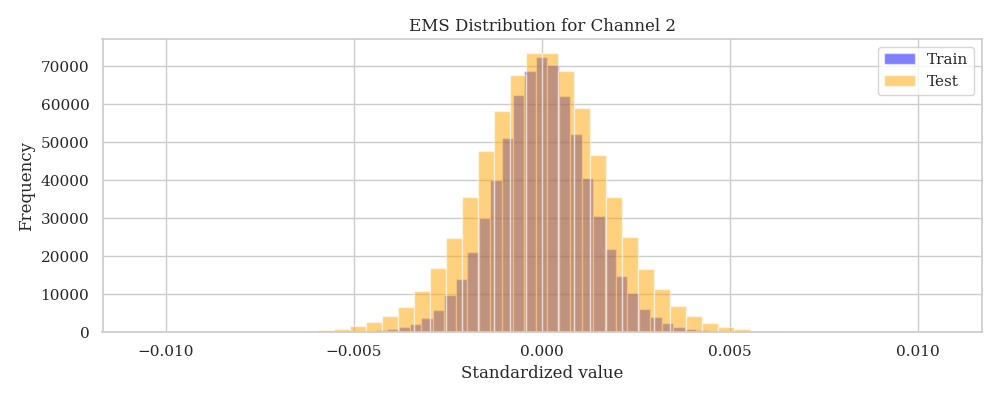 EMS Distribution for Channel 2
Train
Test
Frequency
70000
60000
50000
40000
30000
20000
10000
0
−0.010
−0.005
0.000
0.005
0.010
Standardized value